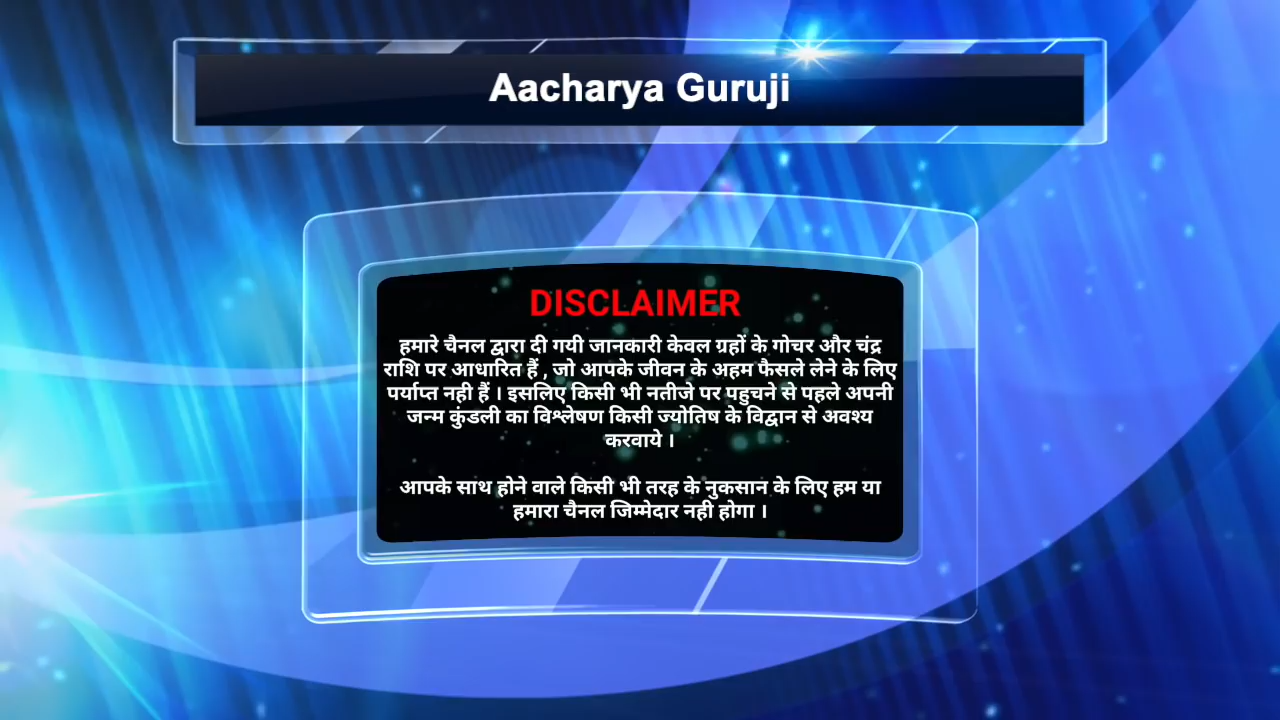 Aacharya Guruji
DISCLAIMER
हमारे चैनल द्वारा दी गयी जानकारी केवल ग्रहों के गोचर और चंद्र
राशि पर आधारित हैं , जो आपके जीवन के अहम फैसले लेने के लिए
पर्याप्त नही हैं । इसलिए किसी भी नतीजे पर पहुचने से पहले अपनी
जन्म कुंडली का विश्लेषण किसी ज्योतिष के विद्वान से अवश्य
करवाये ।
आपके साथ होने वाले किसी भी तरह के नुकसान के लिए हम या
हमारा चैनल जिम्मेदार नही होगा ।